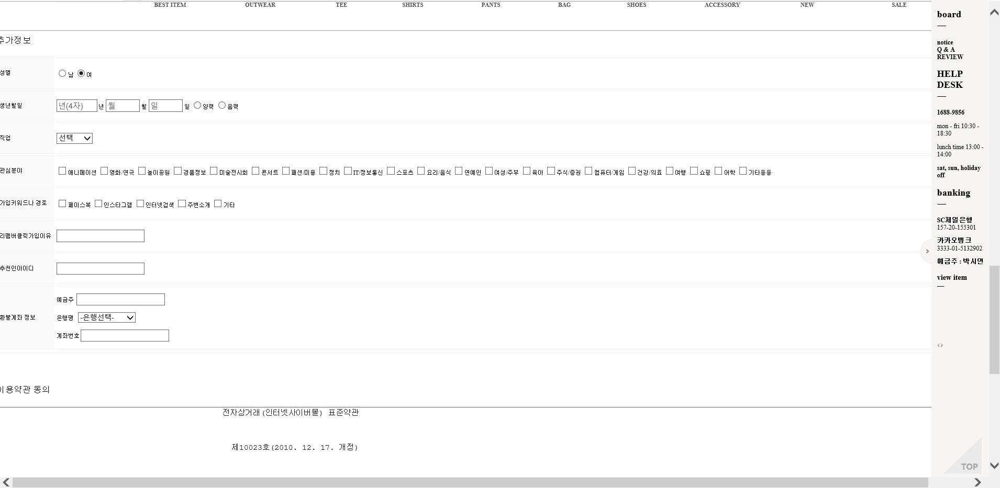 BEST ITEM OUTWEAR TEE SHIRTS PANTS BAG SHOES ACCESSORY NEW SALE
추가정보
성별 남 여
생년월일 년(4자) 년 월 월 일 일 양력 음력
직업 선택
관심분야 애니메이션 영화/연극 놀이공원 경품정보 미술전시회 콘서트 패션/미용 정치 IT/정보통신 스포츠 요리/음식 연예인 여성/주부 육아 주식/증권 컴퓨터/게임 건강/의료 여행 쇼핑 어학 기타등등
가입키워드나 경로 페이스북 인스타그램 인터넷검색 주변소개 기타
리멤버클릭가입이유
추천인아이디
환불계좌 정보
예금주
은행명 -은행선택-
계좌번호
이용약관 동의
전자상거래(인터넷사이버몰) 표준약관
제10023호(2010. 12. 17. 개정)
board
notice
Q & A
REVIEW
HELP
DESK
1688-9856
mon - fri 10:30 -
18:30
lunch time 13:00 -
14:00
sat, sun, holiday
off
banking
SC제일은행
157-20-155301
카카오뱅크
3333-01-5132902
예금주 : 박시연
view item
TOP